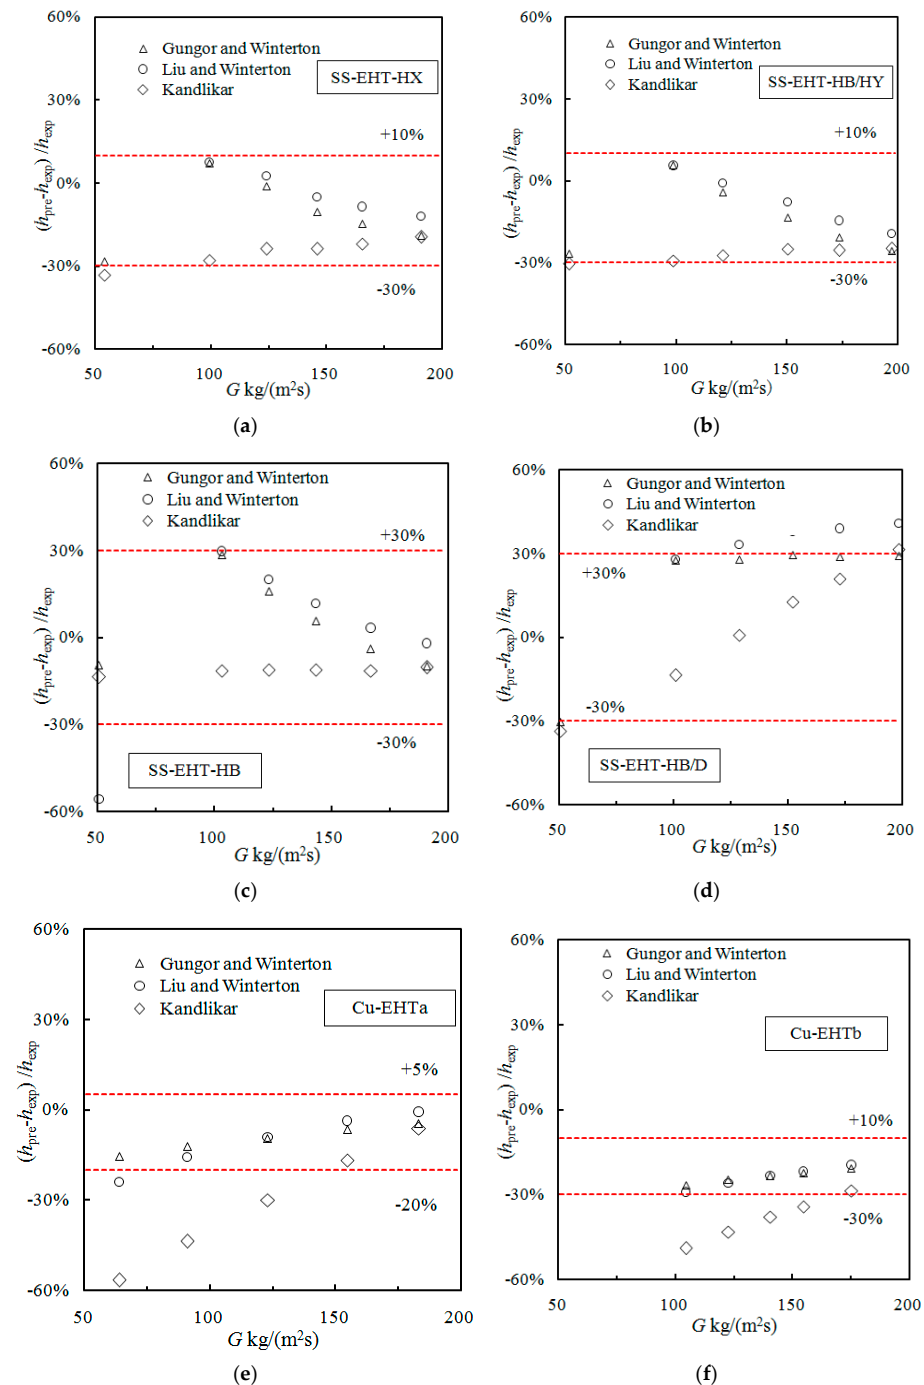 60%
30%
0%
-30%
-60%
(hpre-hexp) /hexp
Gungor and Winterton
Liu and Winterton
Kandlikar
SS-EHT-HX
+10%
-30%
50 100 150 200
G kg/(m²s)
(a)
60%
30%
0%
-30%
-60%
(hpre-hexp) /hexp
Gungor and Winterton
Liu and Winterton
Kandlikar
SS-EHT-HB/HY
+10%
-30%
50 100 150 200
G kg/(m²s)
(b)
60%
30%
0%
-30%
-60%
(hpre-hexp) /hexp
Gungor and Winterton
Liu and Winterton
Kandlikar
+30%
-30%
SS-EHT-HB
50 100 150 200
G kg/(m²s)
(c)
60%
30%
0%
-30%
-60%
(hpre-hexp) /hexp
Gungor and Winterton
Liu and Winterton
Kandlikar
+30%
-30%
SS-EHT-HB/D
50 100 150 200
G kg/(m²s)
(d)
60%
30%
0%
-30%
-60%
(hpre-hexp) /hexp
Gungor and Winterton
Liu and Winterton
Kandlikar
Cu-EHTa
+5%
-20%
50 100 150 200
G kg/(m²s)
(e)
60%
30%
0%
-30%
-60%
(hpre-hexp) /hexp
Gungor and Winterton
Liu and Winterton
Kandlikar
Cu-EHTb
+10%
-30%
50 100 150 200
G kg/(m²s)
(f)